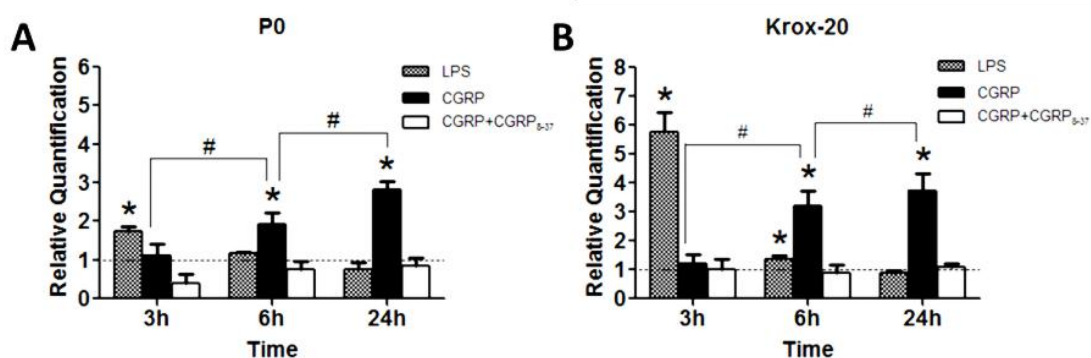 A
P0
Relative Quantification
6
5
4
3
2
1
0
LPS
CGRP
CGRP+CGRP8-37
#
#
*
*
*
3h
6h
24h
Time
B
Krox-20
Relative Quantification
8
7
6
5
4
3
2
1
0
LPS
CGRP
CGRP+CGRP8-37
*
#
#
*
*
*
3h
6h
24h
Time